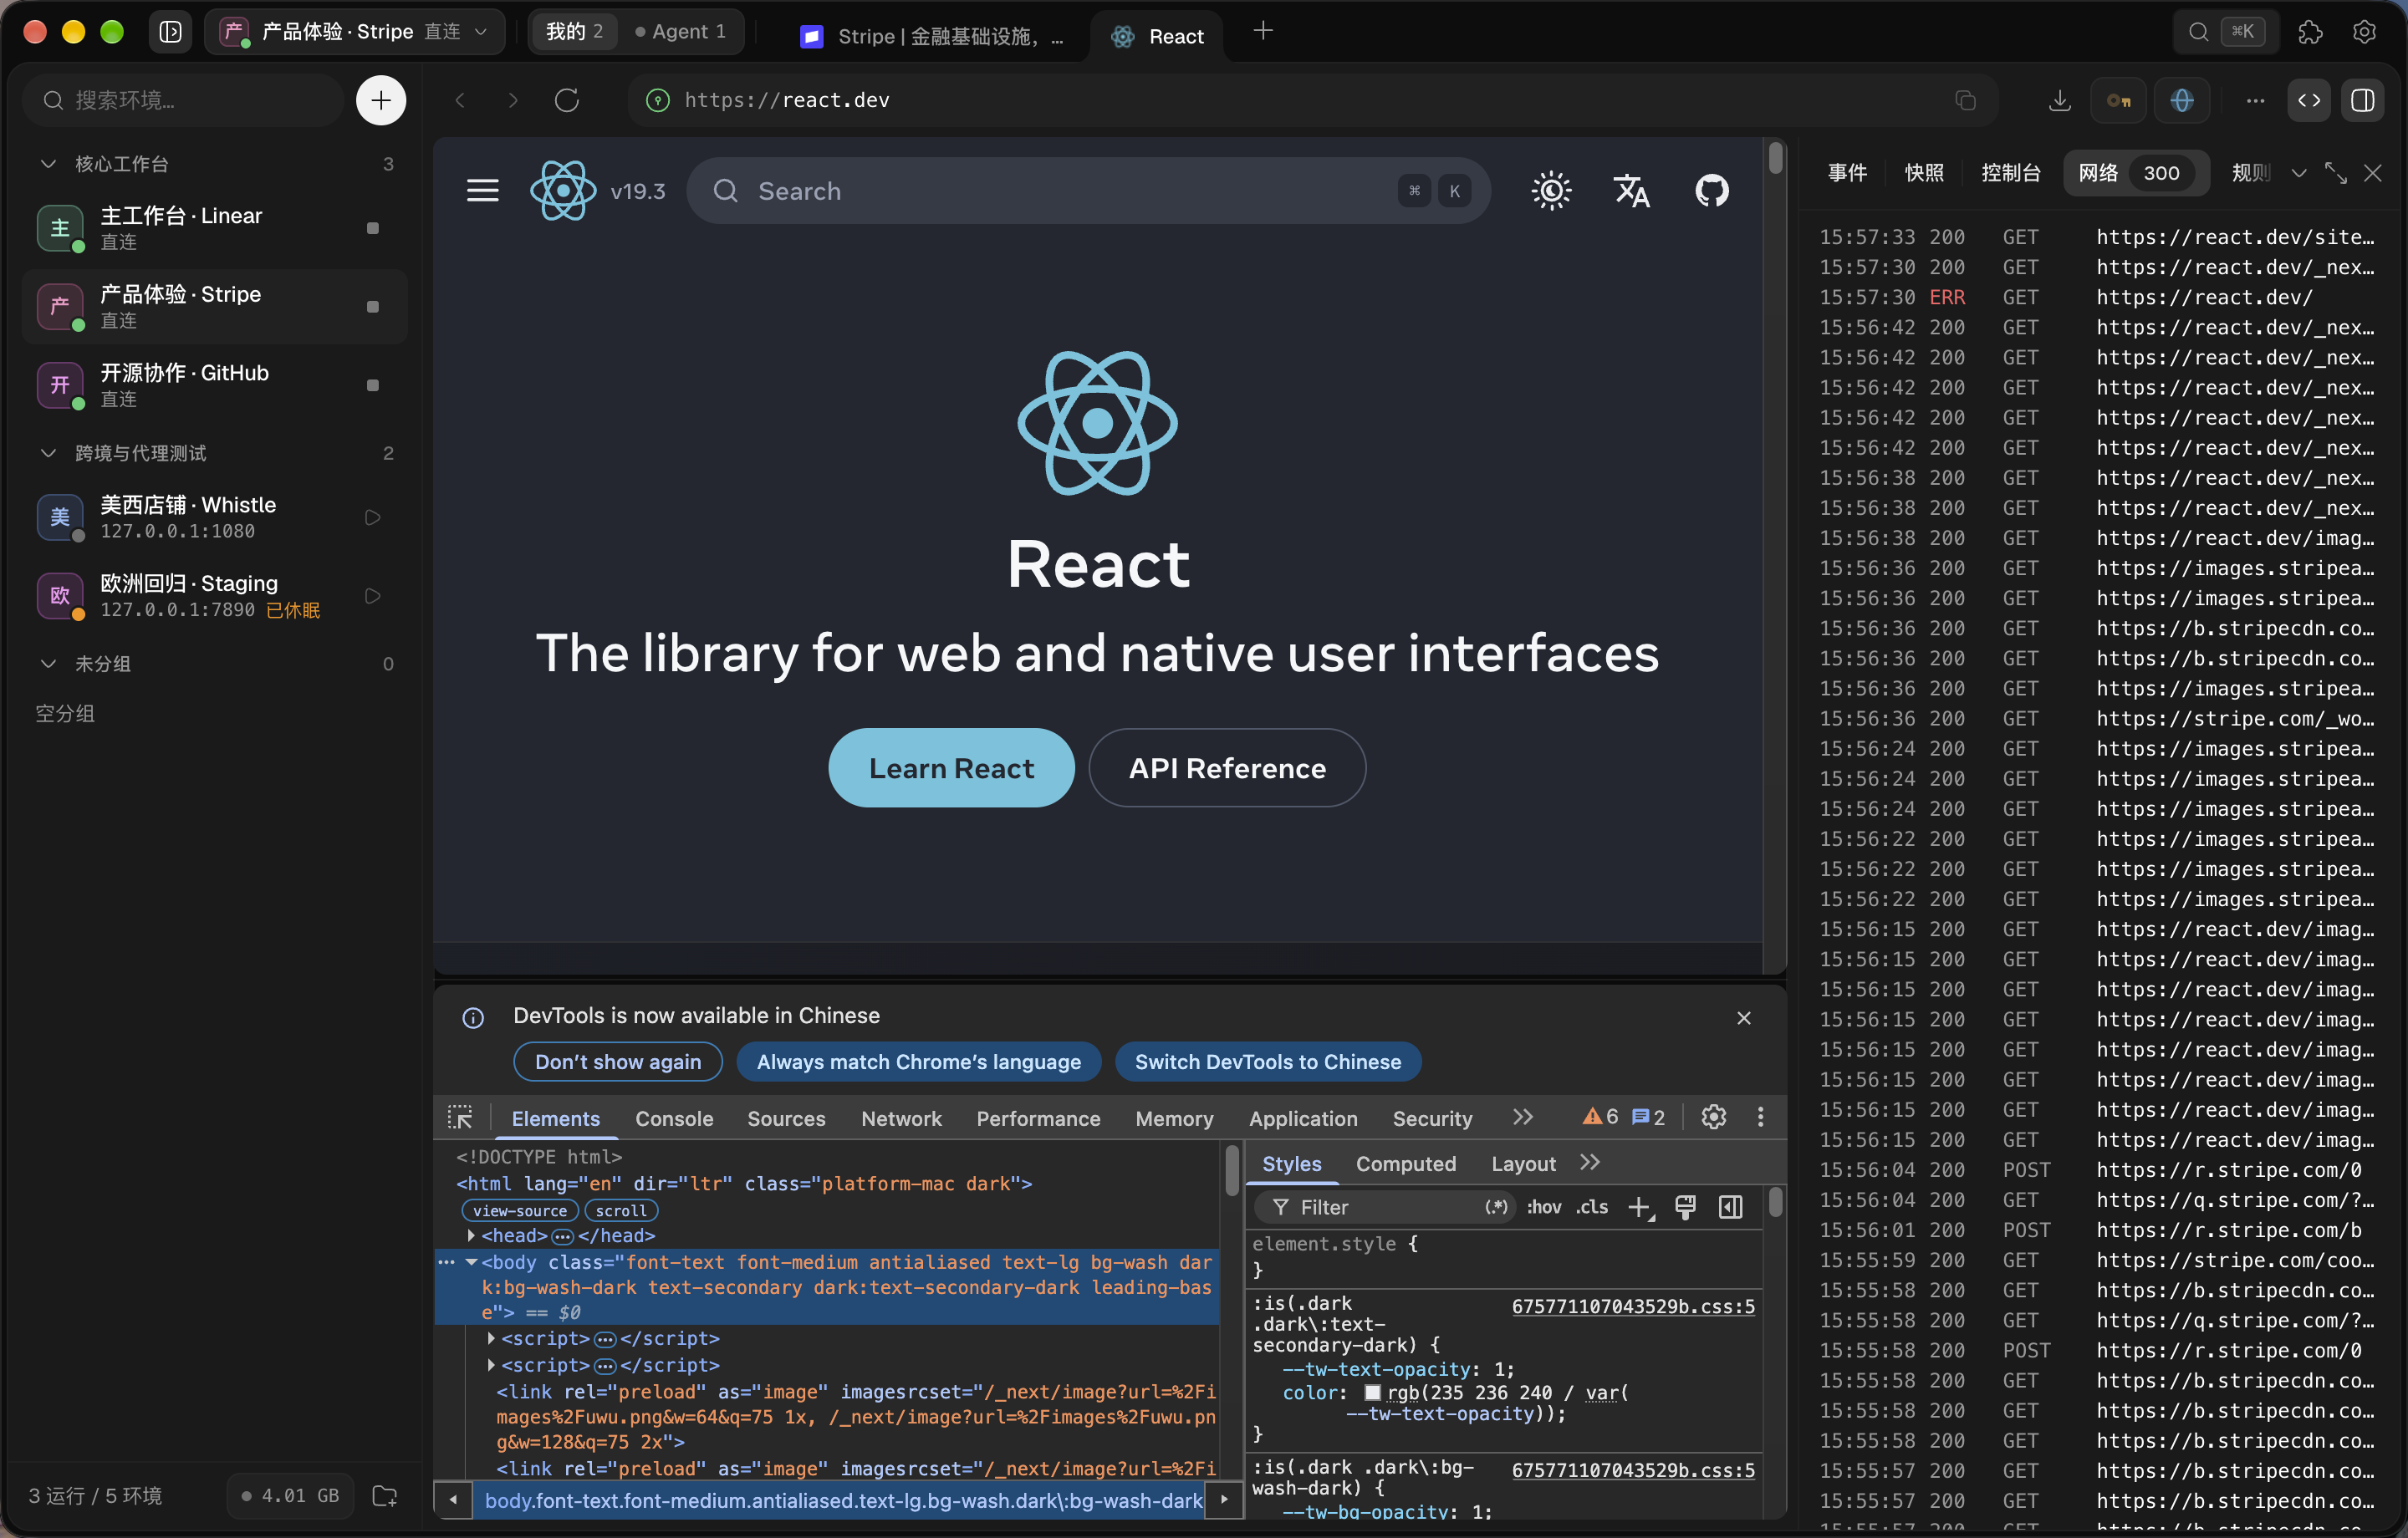 产 产品体验 · Stripe 直连
我的 2
Agent 1
Stripe | 金融基础设施，...
React
⌘K
搜索环境...
https://react.dev
核心工作台 3
主 主工作台 · Linear
直连
产 产品体验 · Stripe
直连
开 开源协作 · GitHub
直连
跨境与代理测试 2
美 美西店铺 · Whistle
127.0.0.1:1080
欧 欧洲回归 · Staging
127.0.0.1:7890 已休眠
未分组 0
空分组
3 运行 / 5 环境
4.01 GB
v19.3
Search
⌘ K
React
The library for web and native user interfaces
Learn React
API Reference
DevTools is now available in Chinese
Don't show again
Always match Chrome's language
Switch DevTools to Chinese
Elements Console Sources Network Performance Memory Application Security 6 2
<!DOCTYPE html>
<html lang="en" dir="ltr" class="platform-mac dark">
view-source scroll
<head> … </head>
<body class="font-text font-medium antialiased text-lg bg-wash dar
k:bg-wash-dark text-secondary dark:text-secondary-dark leading-bas
e"> == $0
<script> … </script>
<script> … </script>
<link rel="preload" as="image" imagesrcset="/_next/image?url=%2Fi
mages%2Fuwu.png&w=64&q=75 1x, /_next/image?url=%2Fimages%2Fuwu.pn
g&w=128&q=75 2x">
<link rel="preload" as="image" imagesrcset="/_next/image?url=%2Fi
body.font-text.font-medium.antialiased.text-lg.bg-wash.dark\:bg-wash-dark
Styles Computed Layout
Filter (.*) :hov .cls
element.style {
}
:is(.dark 675771107043529b.css:5
.dark\:text-
secondary-dark) {
--tw-text-opacity: 1;
color: rgb(235 236 240 / var(
--tw-text-opacity));
}
:is(.dark .dark\:bg- 675771107043529b.css:5
wash-dark) {
--tw-bg-opacity: 1;
事件 快照 控制台 网络 300 规则
15:57:33 200 GET https://react.dev/site…
15:57:30 200 GET https://react.dev/_nex…
15:57:30 ERR GET https://react.dev/
15:56:42 200 GET https://react.dev/_nex…
15:56:42 200 GET https://react.dev/_nex…
15:56:42 200 GET https://react.dev/_nex…
15:56:42 200 GET https://react.dev/_nex…
15:56:42 200 GET https://react.dev/_nex…
15:56:38 200 GET https://react.dev/_nex…
15:56:38 200 GET https://react.dev/_nex…
15:56:38 200 GET https://react.dev/imag…
15:56:36 200 GET https://images.stripea…
15:56:36 200 GET https://images.stripea…
15:56:36 200 GET https://b.stripecdn.co…
15:56:36 200 GET https://b.stripecdn.co…
15:56:36 200 GET https://images.stripea…
15:56:36 200 GET https://stripe.com/_wo…
15:56:24 200 GET https://images.stripea…
15:56:24 200 GET https://images.stripea…
15:56:24 200 GET https://images.stripea…
15:56:22 200 GET https://images.stripea…
15:56:22 200 GET https://images.stripea…
15:56:22 200 GET https://images.stripea…
15:56:15 200 GET https://react.dev/imag…
15:56:15 200 GET https://react.dev/imag…
15:56:15 200 GET https://react.dev/imag…
15:56:15 200 GET https://react.dev/imag…
15:56:15 200 GET https://react.dev/imag…
15:56:15 200 GET https://react.dev/imag…
15:56:15 200 GET https://react.dev/imag…
15:56:15 200 GET https://react.dev/imag…
15:56:04 200 POST https://r.stripe.com/0
15:56:04 200 GET https://q.stripe.com/?…
15:56:01 200 POST https://r.stripe.com/b
15:55:59 200 GET https://stripe.com/coo…
15:55:58 200 GET https://b.stripecdn.co…
15:55:58 200 GET https://q.stripe.com/?…
15:55:58 200 POST https://r.stripe.com/0
15:55:58 200 GET https://b.stripecdn.co…
15:55:58 200 GET https://b.stripecdn.co…
15:55:58 200 GET https://b.stripecdn.co…
15:55:57 200 GET https://b.stripecdn.co…
15:55:57 200 GET https://b.stripecdn.co…
15:55:57 200 GET https://b.stripecdn.co…